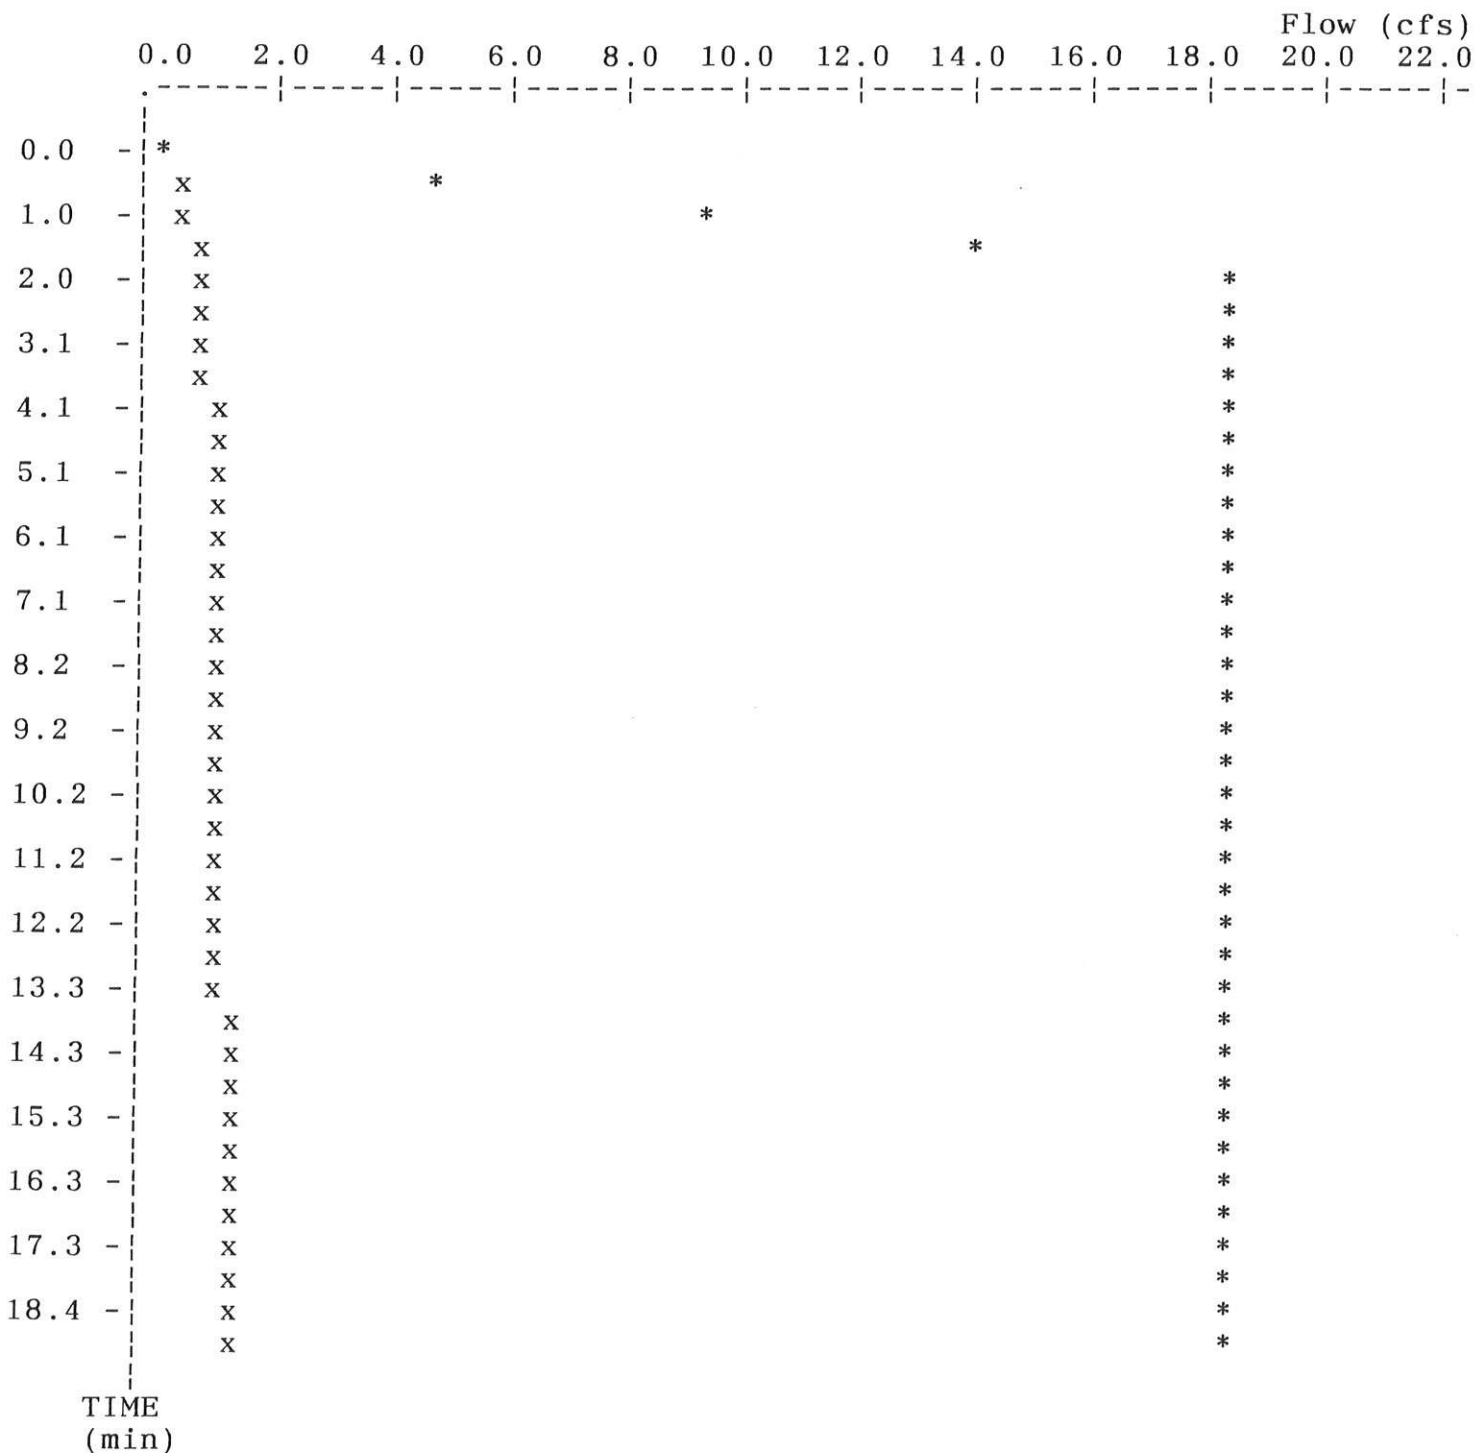 Flow (cfs)
0.0 2.0 4.0 6.0 8.0 10.0 12.0 14.0 16.0 18.0 20.0 22.0
.-------|-------|-------|-------|-------|-------|-------|-------|-------|-------|-------|-
0.0 -| *
| x *
1.0 -| x *
| x *
2.0 -| x *
| x *
3.1 -| x *
| x *
4.1 -| x *
| x *
5.1 -| x *
| x *
6.1 -| x *
| x *
7.1 -| x *
| x *
8.2 -| x *
| x *
9.2 -| x *
| x *
10.2 -| x *
| x *
11.2 -| x *
| x *
12.2 -| x *
| x *
13.3 -| x *
| x *
14.3 -| x *
| x *
15.3 -| x *
| x *
16.3 -| x *
| x *
17.3 -| x *
| x *
18.4 -| x *
| x *
TIME
(min)